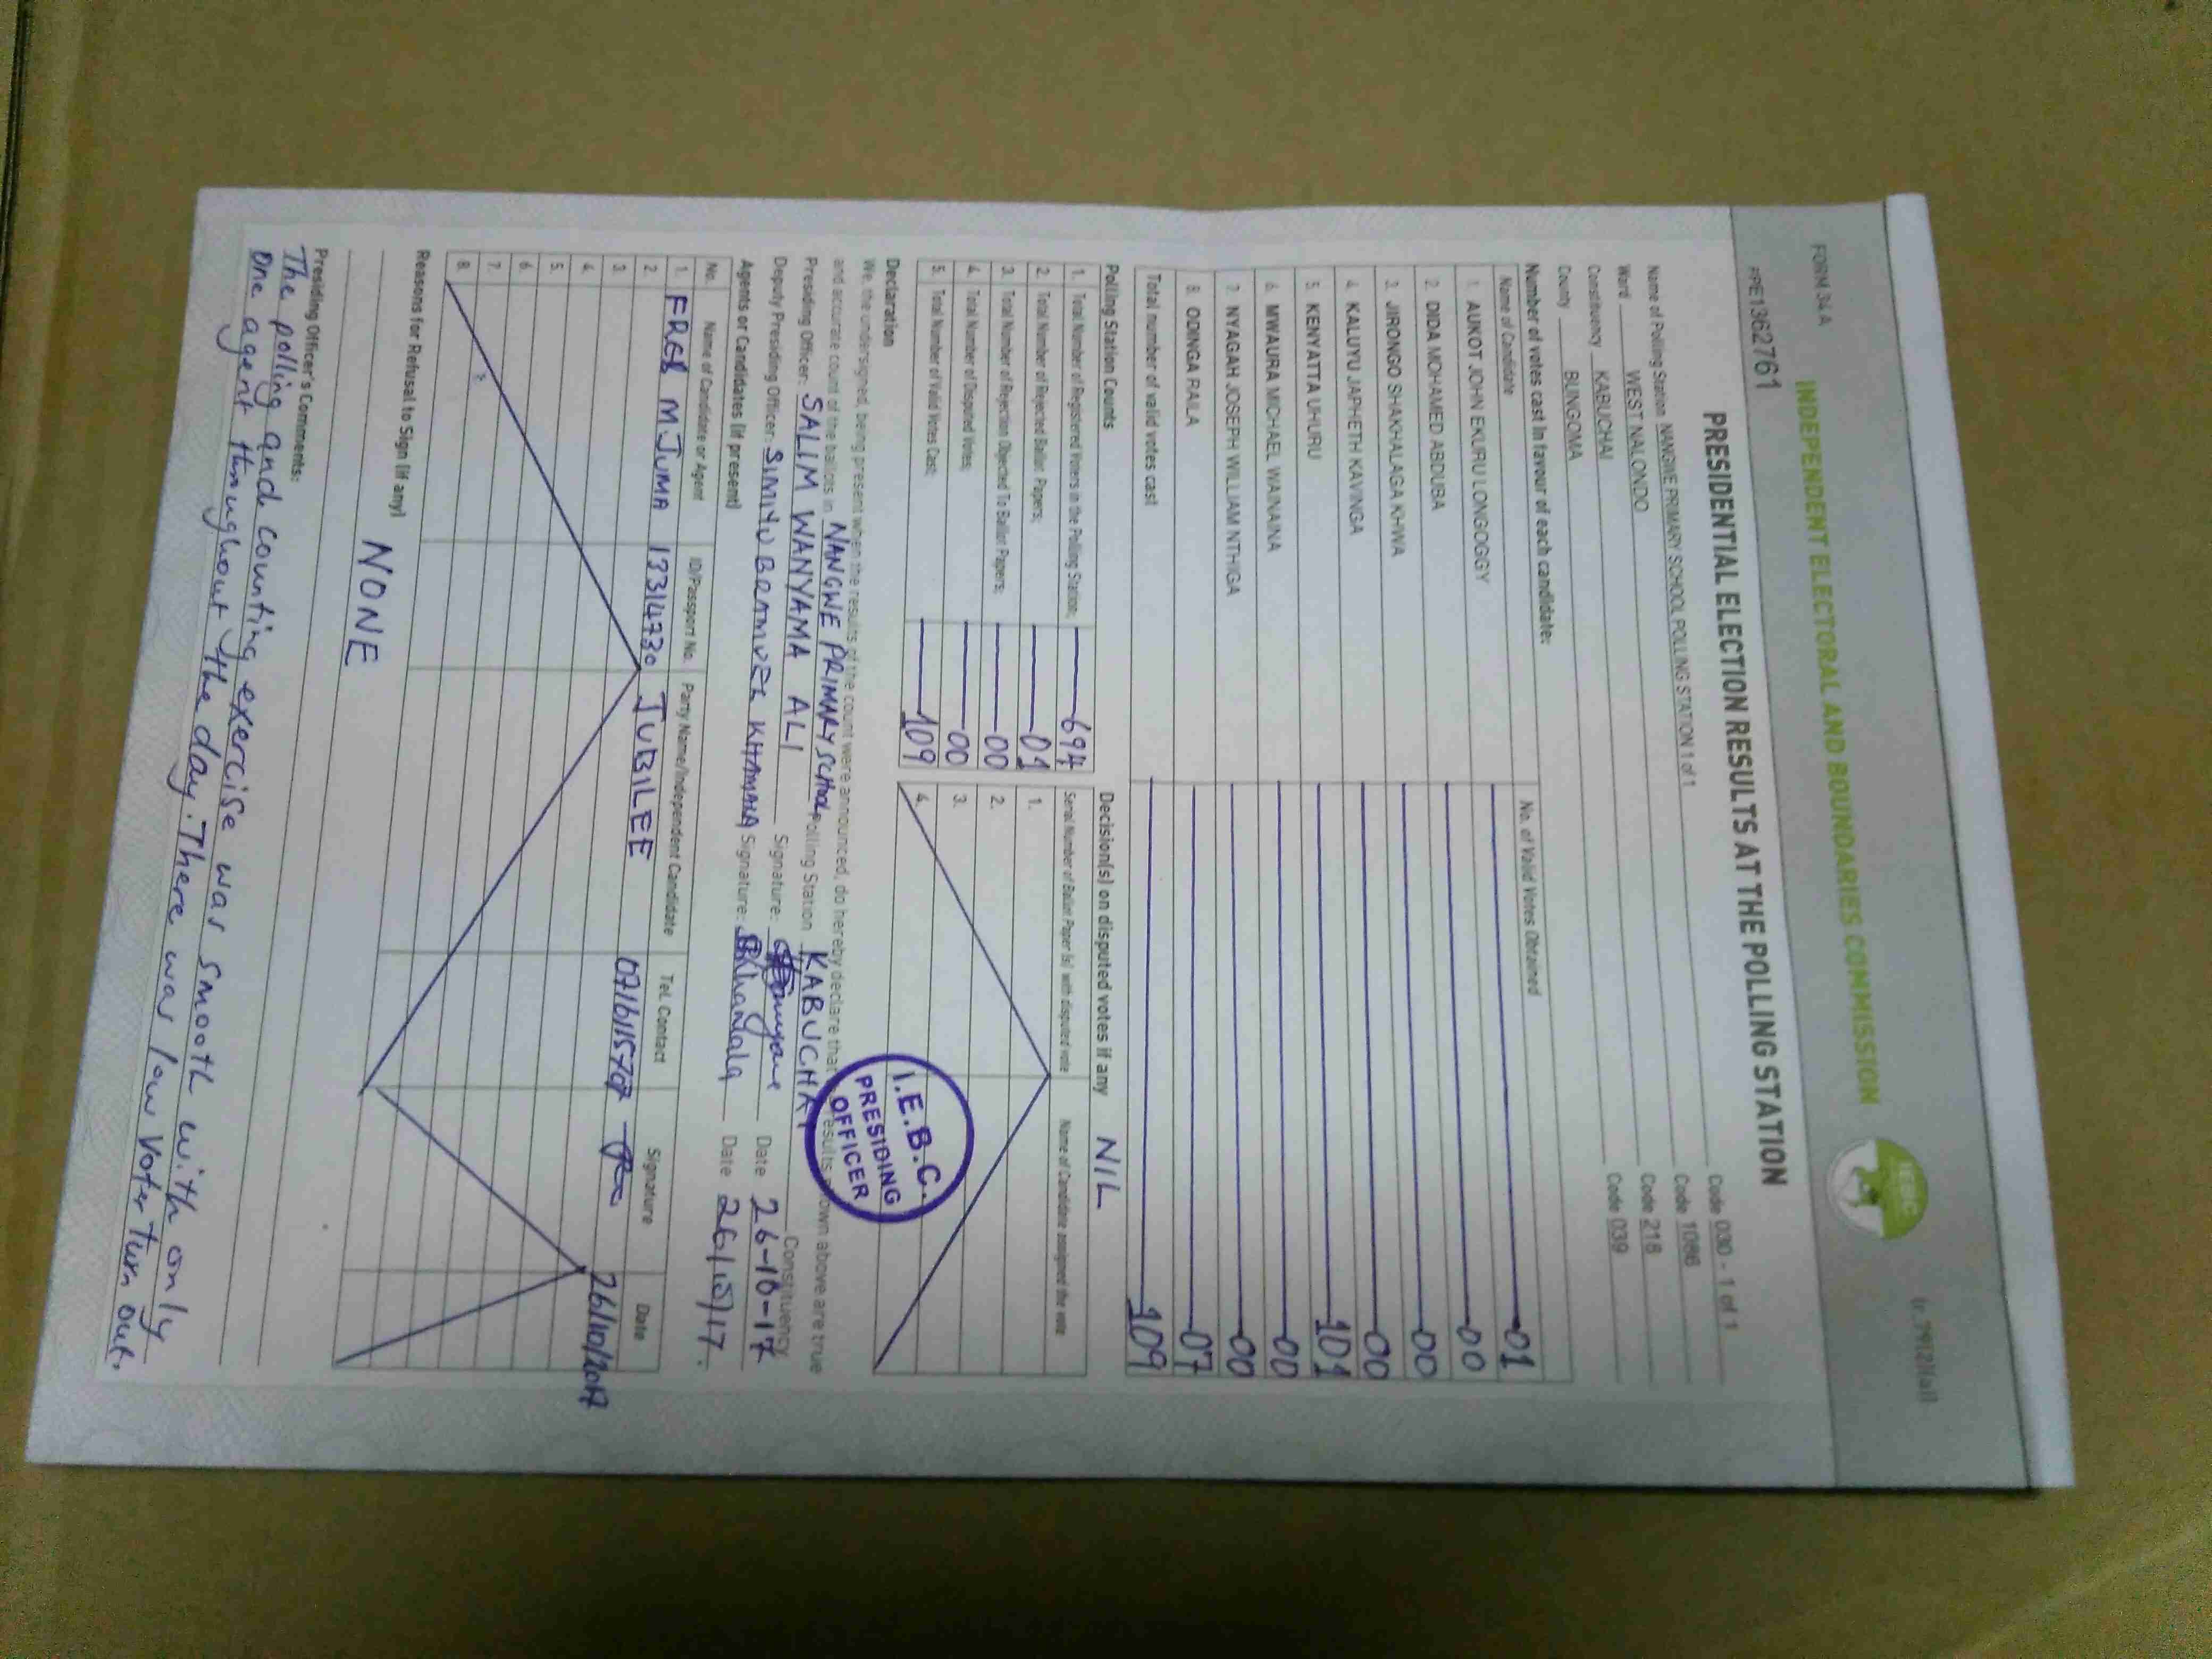 FORM 34 A
INDEPENDENT ELECTORAL AND BOUNDARIES COMMISSION
IEBC
PPE1362761
PRESIDENTIAL ELECTION RESULTS AT THE POLLING STATION
Name of Polling Station NANGWE PRIMARY SCHOOL POLLING STATION 1 of 1 Code 030 - 1 of 1
Ward WEST NALONDO Code 1086
Constituency KABUCHAI Code 218
County BUNGOMA Code 039
Number of votes cast in favour of each candidate:
Name of Candidate No. of Valid Votes Obtained
1. AUKOT JOHN EKURU LONGOGGY 01
2. DIDA MOHAMED ABDUBA 00
3. JIRONGO SHAKHALAGA KHWA 00
4. KALUYU JAPHETH KAVINGA 00
5. KENYATTA UHURU 101
6. MWAURA MICHAEL WAINAINA 00
7. NYAGAH JOSEPH WILLIAM NTHIGA 00
8. ODINGA RAILA 07
Total number of valid votes cast 109
Polling Station Counts
1. Total Number of Registered Voters in the Polling Station; 694
2. Total Number of Rejected Ballot Papers; 01
3. Total Number of Rejection Objected To Ballot Papers; 00
4. Total Number of Disputed Votes; 00
5. Total Number of Valid Votes Cast; 109
Decision(s) on disputed votes if any NIL
Serial Number of Ballot Paper (s) with disputed vote Name of Candidate assigned the vote
1.
2.
3.
4.
Declaration
We, the undersigned, being present when the results of the count were announced, do hereby declare that results shown above are true
and accurate count of the ballots in NANGWE PRIMARY SCHOOL Polling Station KABUCHAI Constituency
Presiding Officer: SALIM WANYAMA ALI Signature: Date 26-10-17
Deputy Presiding Officer: SIMIYU Signature: Date 26/10/17.
I.E.B.C.
PRESIDING
OFFICER
Agents or Candidates (if present)
No. Name of Candidate or Agent ID/Passport No. Party Name/Independent Candidate Tel. Contact Signature Date
1. FRED M JUMA 13314730 JUBILEE 26/10/2017
2.
3.
4.
5.
6.
7.
8.
Reasons for Refusal to Sign (if any)
NONE
Presiding Officer's Comments:
The polling and counting exercise was smooth with only
one agent throughout the day. There was low voter turn out.